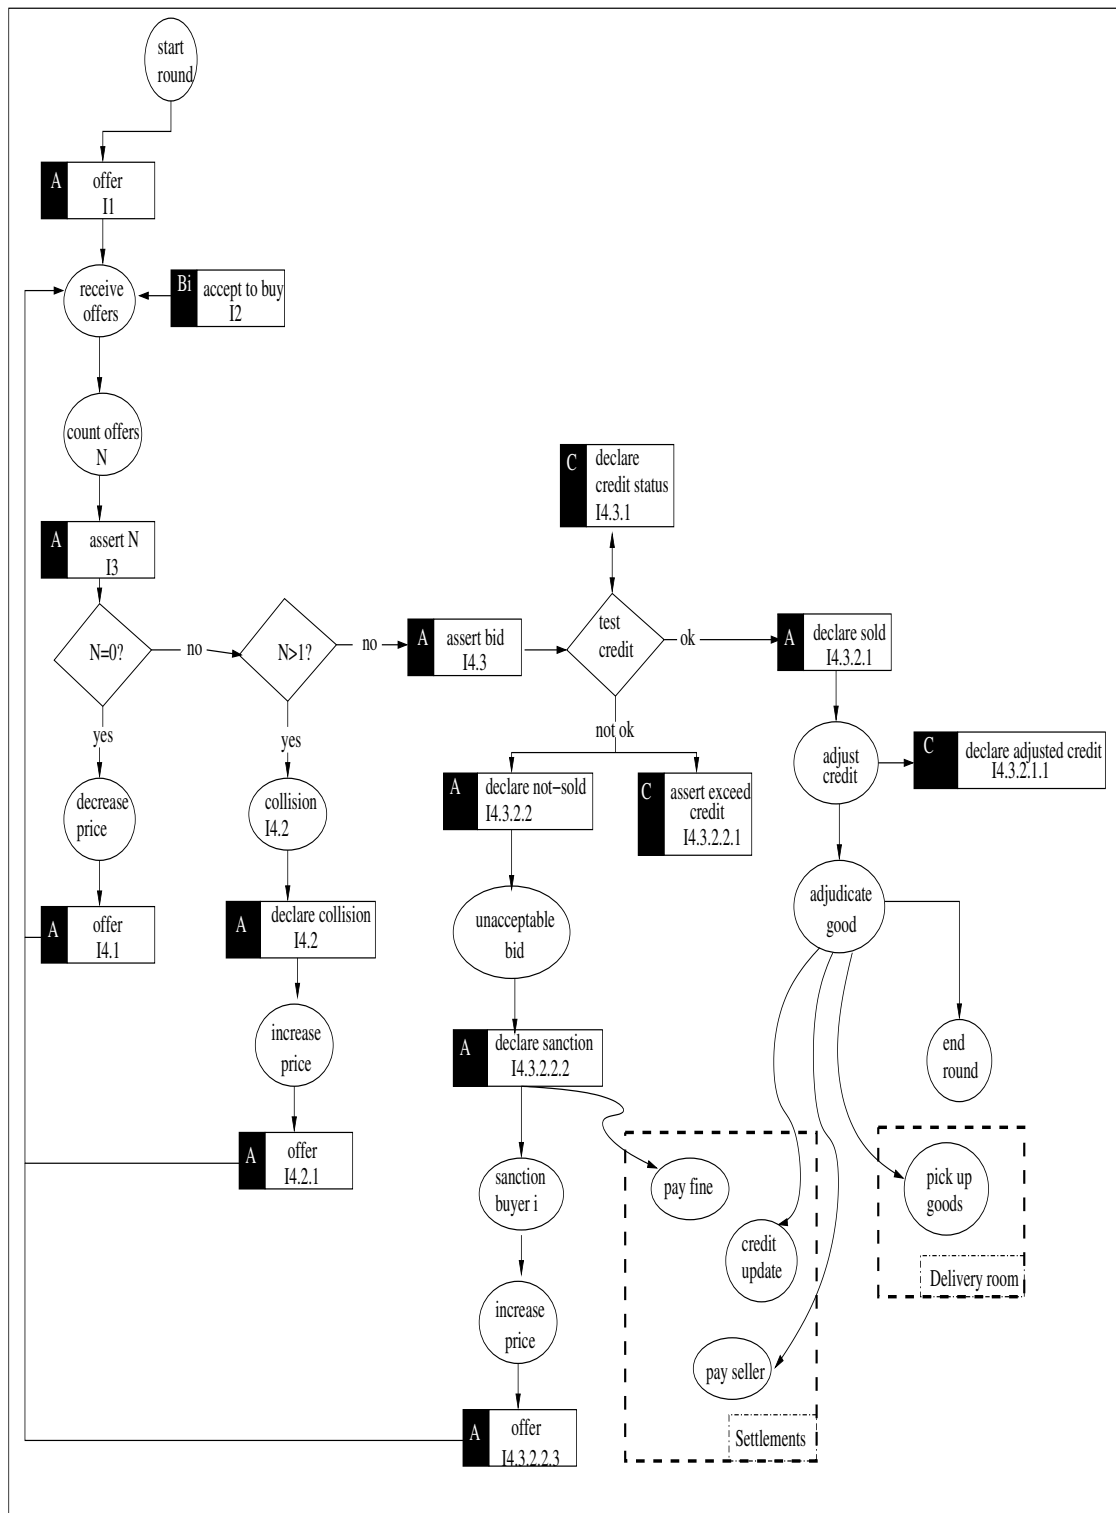 start
round
A
offer
I1
receive
offers
Bi
accept to buy
I2
count offers
N
A
assert N
I3
N=0?
no
N>1?
no
A
assert bid
I4.3
C
declare
credit status
I4.3.1
test
credit
ok
A
declare sold
I4.3.2.1
not ok
yes
yes
decrease
price
A
offer
I4.1
collision
I4.2
A
declare collision
I4.2
increase
price
A
offer
I4.2.1
A
declare not-sold
I4.3.2.2
C
assert exceed
credit
I4.3.2.2.1
adjust
credit
C
declare adjusted credit
I4.3.2.1.1
adjudicate
good
unacceptable
bid
A
declare sanction
I4.3.2.2.2
end
round
sanction
buyer i
pay fine
credit
update
pick up
goods
Delivery room
increase
price
pay seller
A
offer
I4.3.2.2.3
Settlements